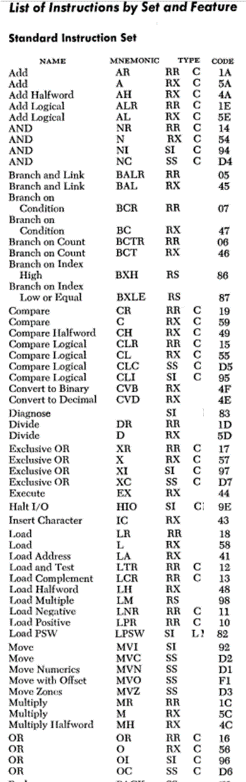 List of Instructions by Set and Feature
Standard Instruction Set
NAME MNEMONIC TYPE CODE
Add AR RR C 1A
Add A RX C 5A
Add Halfword AH RX C 4A
Add Logical ALR RR C 1E
Add Logical AL RX C 5E
AND NR RR C 14
AND N RX C 54
AND NI SI C 94
AND NC SS C D4
Branch and Link BALR RR 05
Branch and Link BAL RX 45
Branch on
Condition BCR RR 07
Branch on
Condition BC RX 47
Branch on Count BCTR RR 06
Branch on Count BCT RX 46
Branch on Index
High BXH RS 86
Branch on Index
Low or Equal BXLE RS 87
Compare CR RR C 19
Compare C RX C 59
Compare Halfword CH RX C 49
Compare Logical CLR RR C 15
Compare Logical CL RX C 55
Compare Logical CLC SS C D5
Compare Logical CLI SI C 95
Convert to Binary CVB RX 4F
Convert to Decimal CVD RX 4E
Diagnose SI 83
Divide DR RR 1D
Divide D RX 5D
Exclusive OR XR RR C 17
Exclusive OR X RX C 57
Exclusive OR XI SI C 97
Exclusive OR XC SS C D7
Execute EX RX 44
Halt I/O HIO SI C 9E
Insert Character IC RX 43
Load LR RR 18
Load L RX 58
Load Address LA RX 41
Load and Test LTR RR C 12
Load Complement LCR RR C 13
Load Halfword LH RX 48
Load Multiple LM RS 98
Load Negative LNR RR C 11
Load Positive LPR RR C 10
Load PSW LPSW SI L 82
Move MVI SI 92
Move MVC SS D2
Move Numerics MVN SS D1
Move with Offset MVO SS F1
Move Zones MVZ SS D3
Multiply MR RR 1C
Multiply M RX 5C
Multiply Halfword MH RX 4C
OR OR RR C 16
OR O RX C 56
OR OI SI C 96
OR OC SS C D6